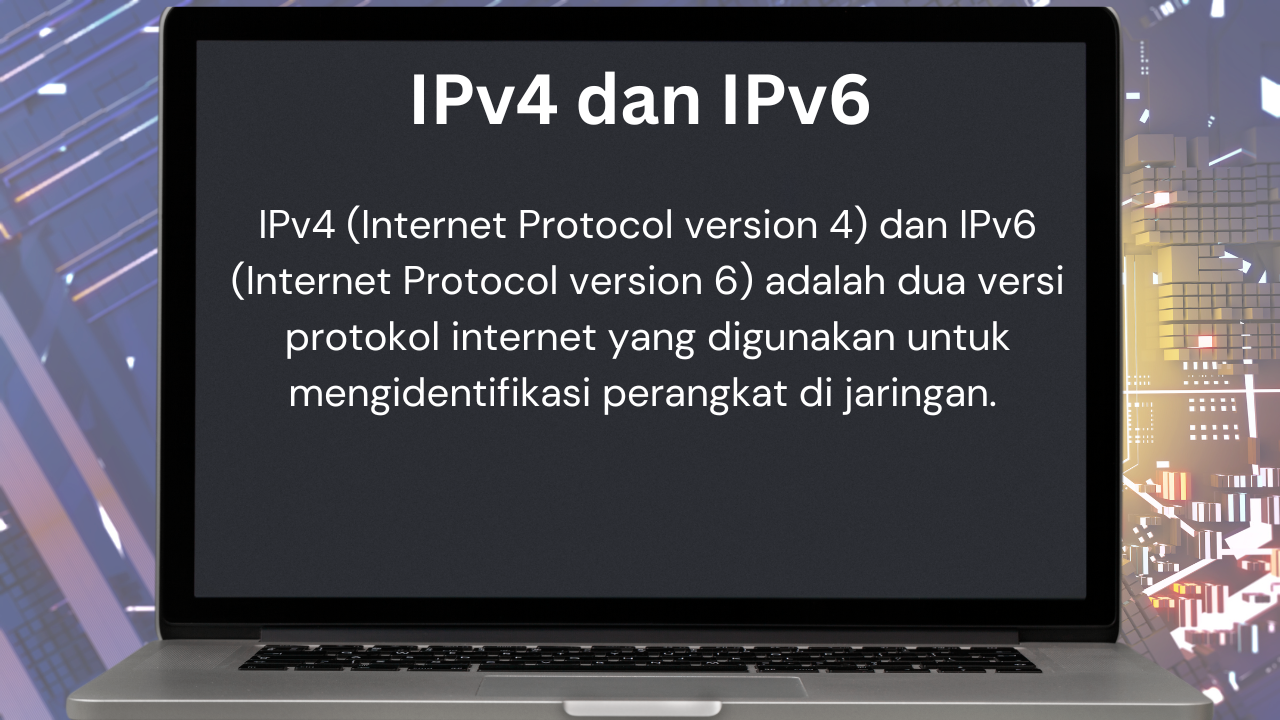 IPv4 dan IPv6
IPv4 (Internet Protocol version 4) dan IPv6
(Internet Protocol version 6) adalah dua versi
protokol internet yang digunakan untuk
mengidentifikasi perangkat di jaringan.